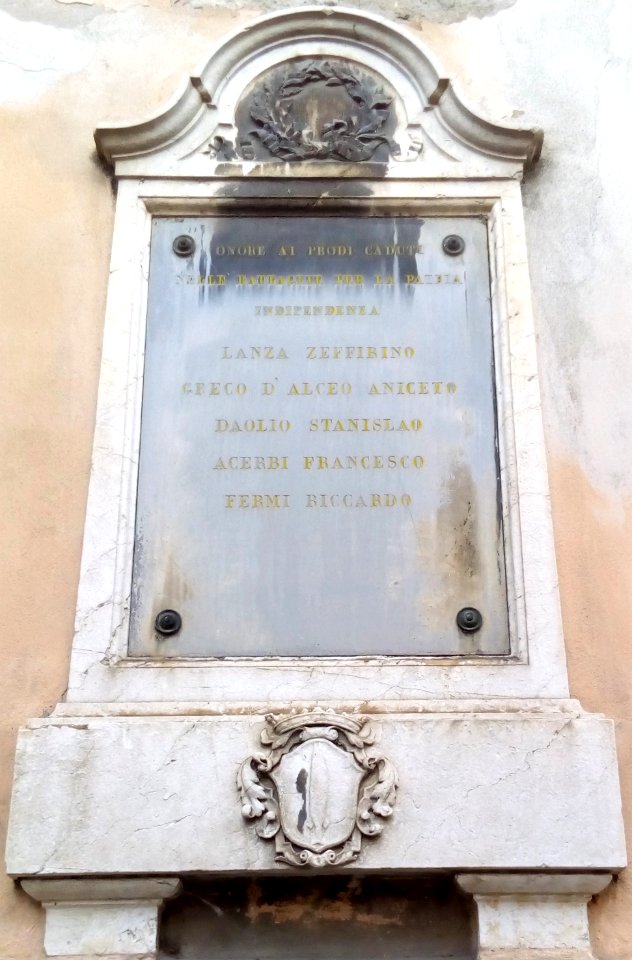 ONORE AI PRODI CADUTI
NELLE BATTAGLIE PER LA PATRIA
INDIPENDENZA
LANZA ZEFFIRINO
GRECO D'ALCEO ANICETO
DAOLIO STANISLAO
ACERBI FRANCESCO
FERMI RICCARDO